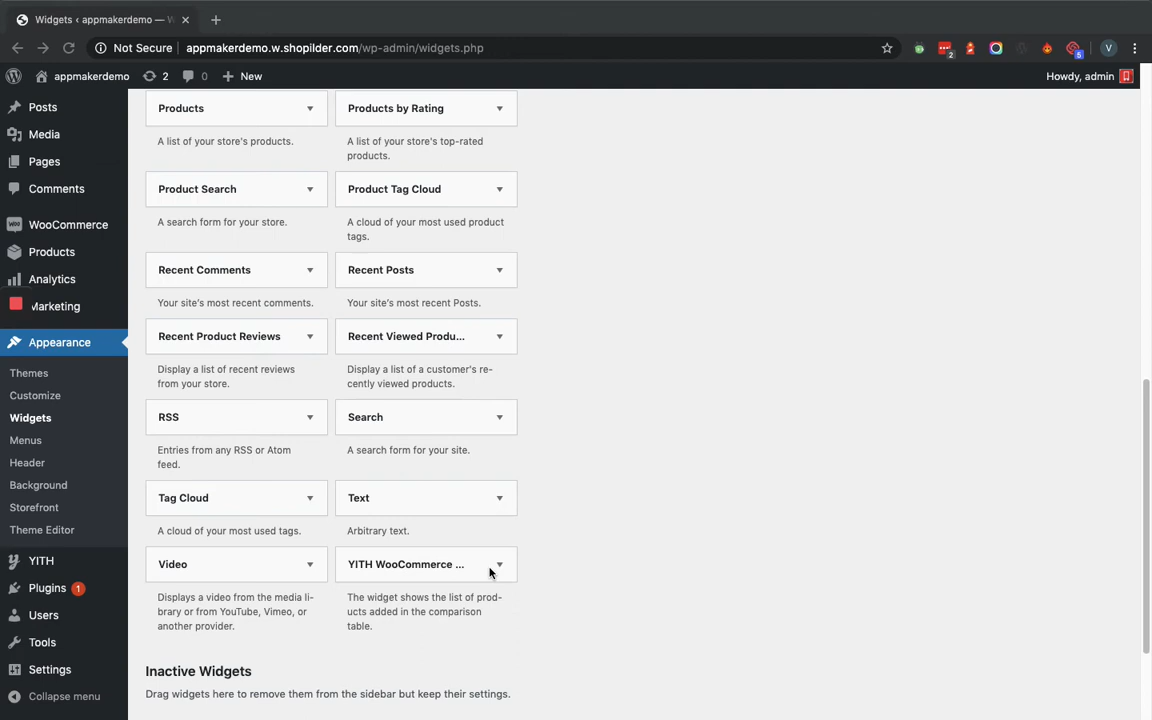 Widgets ‹ appmakerdemo — W
Not Secure appmakerdemo.w.shopilder.com/wp-admin/widgets.php
2
5
V
appmakerdemo 2 0 New
Howdy, admin
Posts
Media
Pages
Comments
WooCommerce
Products
Analytics
Marketing
Appearance
Themes
Customize
Widgets
Menus
Header
Background
Storefront
Theme Editor
YITH
Plugins 1
Users
Tools
Settings
Collapse menu
Products
A list of your store's products.
Products by Rating
A list of your store's top-rated
products.
Product Search
A search form for your store.
Product Tag Cloud
A cloud of your most used product
tags.
Recent Comments
Your site's most recent comments.
Recent Posts
Your site's most recent Posts.
Recent Product Reviews
Display a list of recent reviews
from your store.
Recent Viewed Produ...
Display a list of a customer's re-
cently viewed products.
RSS
Entries from any RSS or Atom
feed.
Search
A search form for your site.
Tag Cloud
A cloud of your most used tags.
Text
Arbitrary text.
Video
Displays a video from the media li-
brary or from YouTube, Vimeo, or
another provider.
YITH WooCommerce ...
The widget shows the list of prod-
ucts added in the comparison
table.
Inactive Widgets
Drag widgets here to remove them from the sidebar but keep their settings.